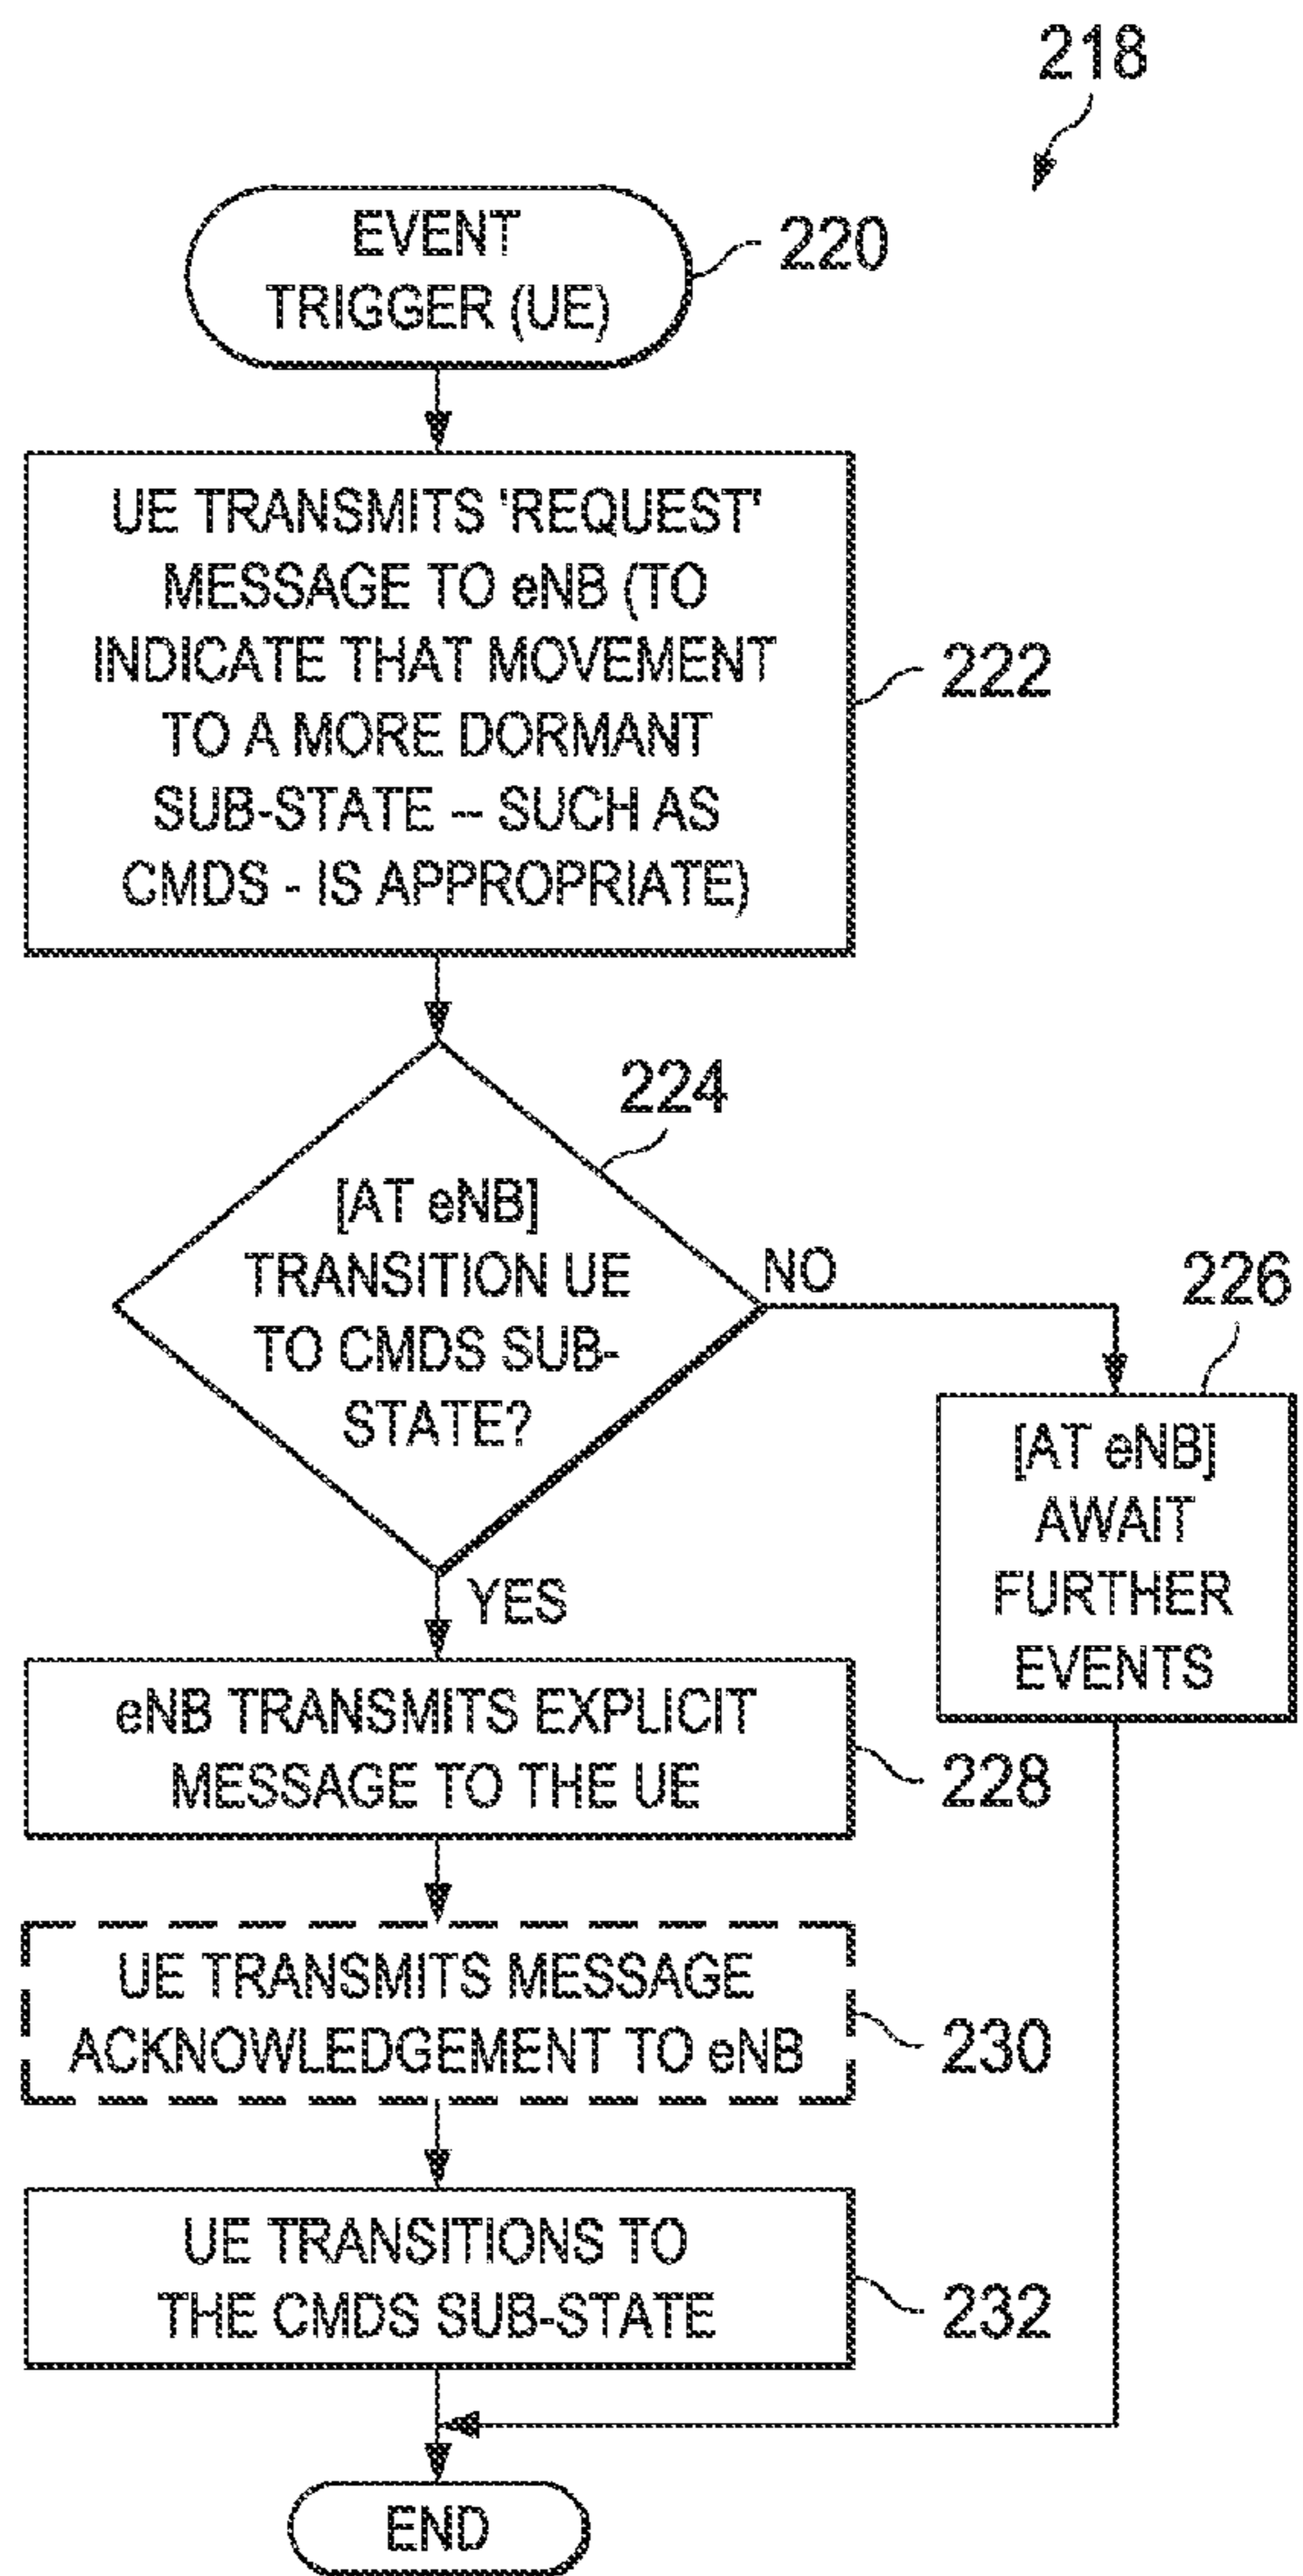 218
EVENT
TRIGGER (UE)
220
UE TRANSMITS 'REQUEST'
MESSAGE TO eNB (TO
INDICATE THAT MOVEMENT
TO A MORE DORMANT
SUB-STATE -- SUCH AS
CMDS - IS APPROPRIATE)
222
224
[AT eNB]
TRANSITION UE
TO CMDS SUB-
STATE?
NO
226
[AT eNB]
AWAIT
FURTHER
EVENTS
YES
eNB TRANSMITS EXPLICIT
MESSAGE TO THE UE
228
UE TRANSMITS MESSAGE
ACKNOWLEDGEMENT TO eNB
230
UE TRANSITIONS TO
THE CMDS SUB-STATE
232
END